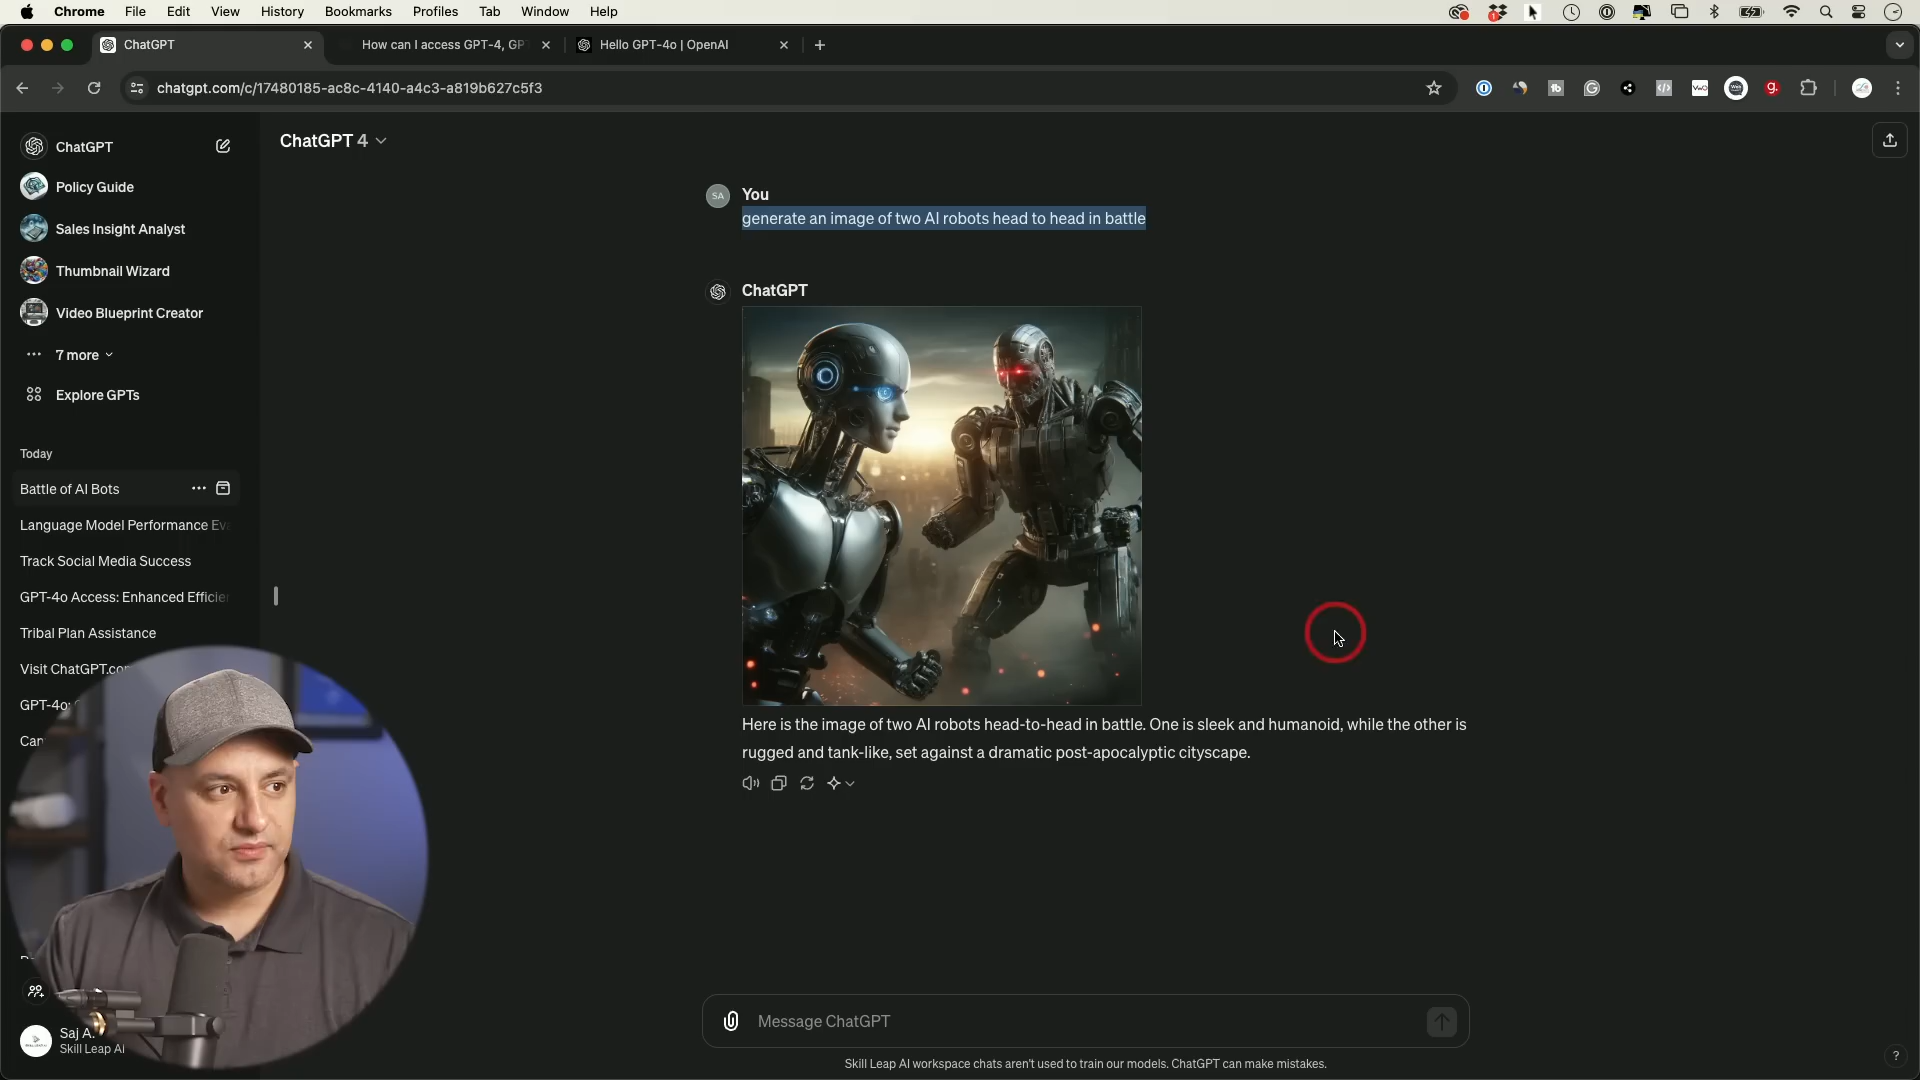 Chrome File Edit View History Bookmarks Profiles Tab Window Help
ChatGPT
How can I access GPT-4, GP
Hello GPT-4o | OpenAI
chatgpt.com/c/17480185-ac8c-4140-a4c3-a819b627c5f3
ChatGPT
Policy Guide
Sales Insight Analyst
Thumbnail Wizard
Video Blueprint Creator
7 more
Explore GPTs
Today
Battle of AI Bots
Language Model Performance Ev
Track Social Media Success
GPT-4o Access: Enhanced Efficie
Tribal Plan Assistance
Visit ChatGPT.co
GPT-4o:
Can
Saj A.
Skill Leap AI
ChatGPT 4
SA
You
generate an image of two AI robots head to head in battle
ChatGPT
Here is the image of two AI robots head-to-head in battle. One is sleek and humanoid, while the other is
rugged and tank-like, set against a dramatic post-apocalyptic cityscape.
Message ChatGPT
Skill Leap AI workspace chats aren't used to train our models. ChatGPT can make mistakes.
?